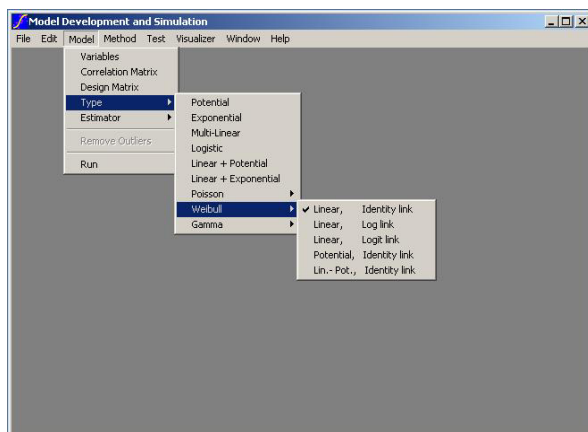 Model Development and Simulation
File Edit Model Method Test Visualizer Window Help
Variables
Correlation Matrix
Design Matrix
Type
Estimator
Remove Outliers
Run
Potential
Exponential
Multi-Linear
Logistic
Linear + Potential
Linear + Exponential
Poisson
Weibull
Gamma
Linear, Identity link
Linear, Log link
Linear, Logit link
Potential, Identity link
Lin.- Pot., Identity link